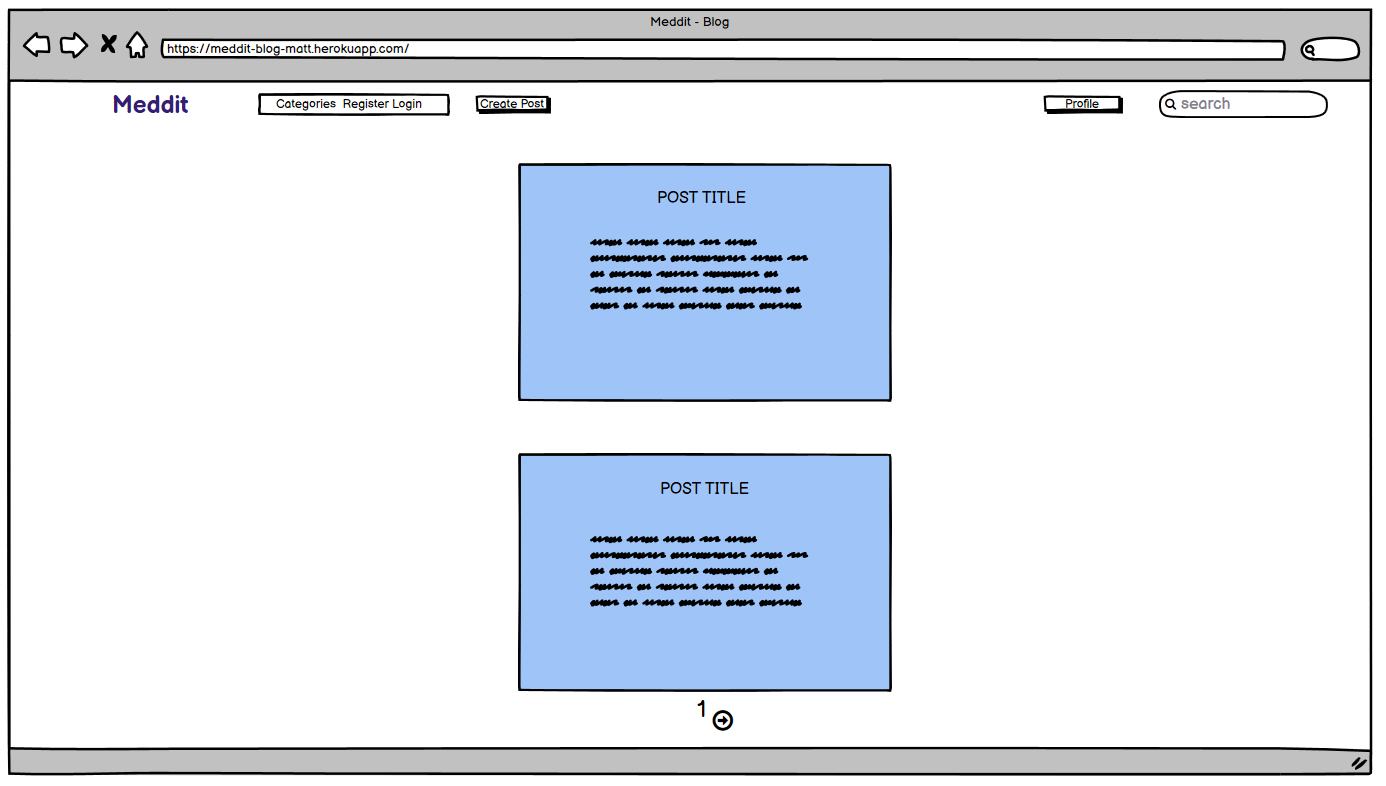 Meddit - Blog
https://meddit-blog-matt.herokuapp.com/
Meddit Categories Register Login Create Post Profile search
POST TITLE
POST TITLE
1